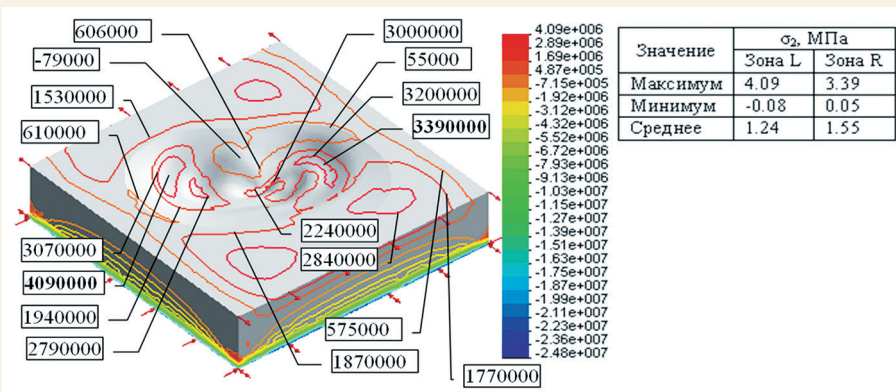 606000
-79000
1530000
610000
3000000
55000
3200000
3390000
3070000
4090000
1940000
2790000
2240000
2840000
575000
1870000
1770000
4.09e+006
2.89e+006
1.69e+006
4.87e+005
-7.15e+005
-1.92e+006
-3.12e+006
-4.32e+006
-5.52e+006
-6.72e+006
-7.93e+006
-9.13e+006
-1.03e+007
-1.15e+007
-1.27e+007
-1.39e+007
-1.51e+007
-1.63e+007
-1.75e+007
-1.87e+007
-1.99e+007
-2.11e+007
-2.23e+007
-2.36e+007
-2.48e+007
Значение σ₂, МПа
Зона L Зона R
Максимум 4.09 3.39
Минимум -0.08 0.05
Среднее 1.24 1.55